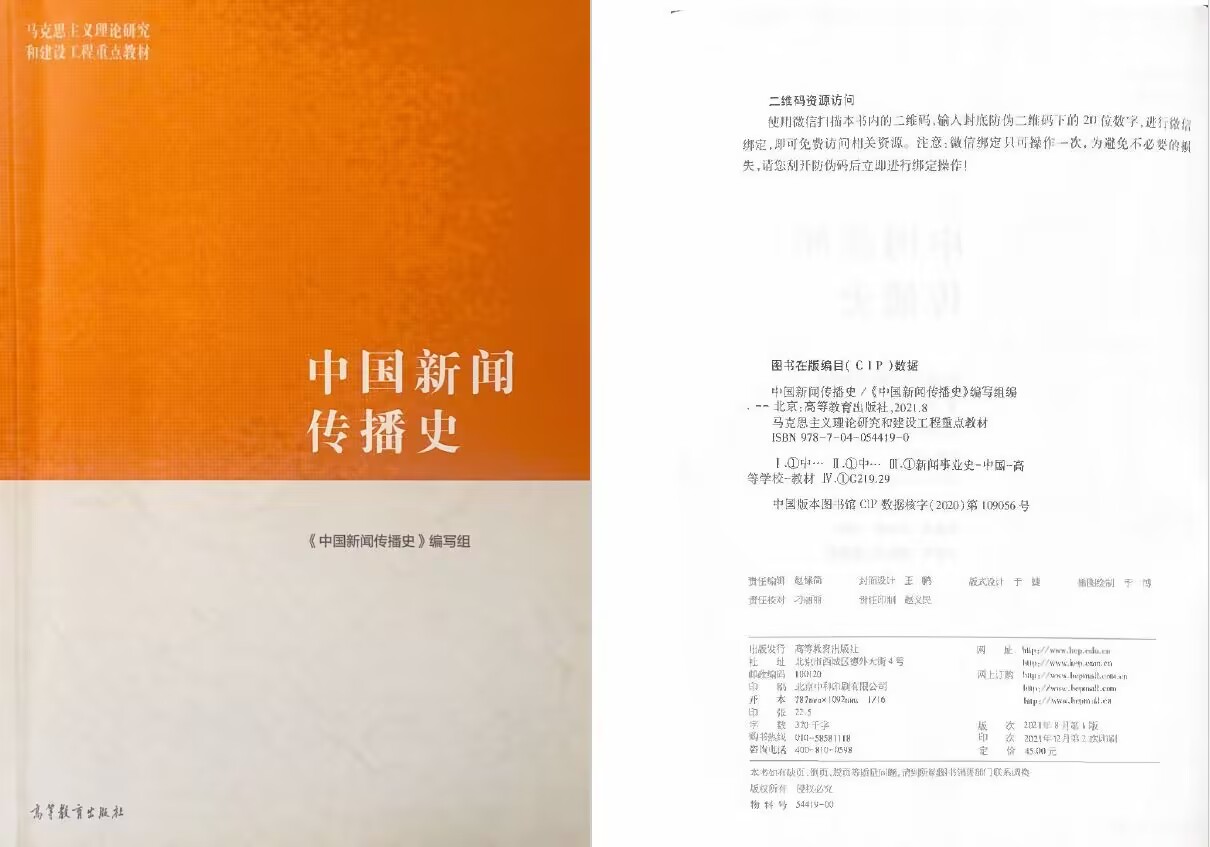 马克思主义理论研究
和建设工程重点教材
中国新闻
传播史
《中国新闻传播史》编写组
高等教育出版社
二维码资源访问
使用微信扫描本书内的二维码,输入封底防伪二维码下的 20 位数字,进行微信
绑定,即可免费访问相关资源。注意:微信绑定只可操作一次,为避免不必要的损
失,请您刮开防伪码后立即进行绑定操作!
图书在版编目(CIP)数据
中国新闻传播史 /《中国新闻传播史》编写组编
. -- 北京:高等教育出版社,2021.8
马克思主义理论研究和建设工程重点教材
ISBN 978-7-04-054419-0
Ⅰ.①中… Ⅱ.①中… Ⅲ.①新闻事业史-中国-高
等学校-教材 Ⅳ.①G219.29
中国版本图书馆 CIP 数据核字(2020)第 109056 号
责任编辑 封面设计 王 鹏 版式设计 于 婕 插图绘制 于 博
责任校对 刁丽丽 责任印制 赵义民
出版发行 高等教育出版社 网 址 http://www.hep.edu.cn
社 址 北京市西城区德外大街4号 http://www.hep.com.cn
邮政编码 100120 网上订购 http://www.hepmall.com.cn
印 刷 北京中科印刷有限公司 http://www.hepmall.com
开 本 787mm×1092mm 1/16 http://www.hepmall.cn
印 张 22.5
字 数 370千字 版 次 2021年8月第1版
购书热线 010-58581118 印 次 2021年12月第2次印刷
咨询电话 400-810-0598 定 价 45.00元
本书如有缺页、倒页、脱页等质量问题,请到所购图书销售部门联系调换
版权所有 侵权必究
物 料 号 54419-00